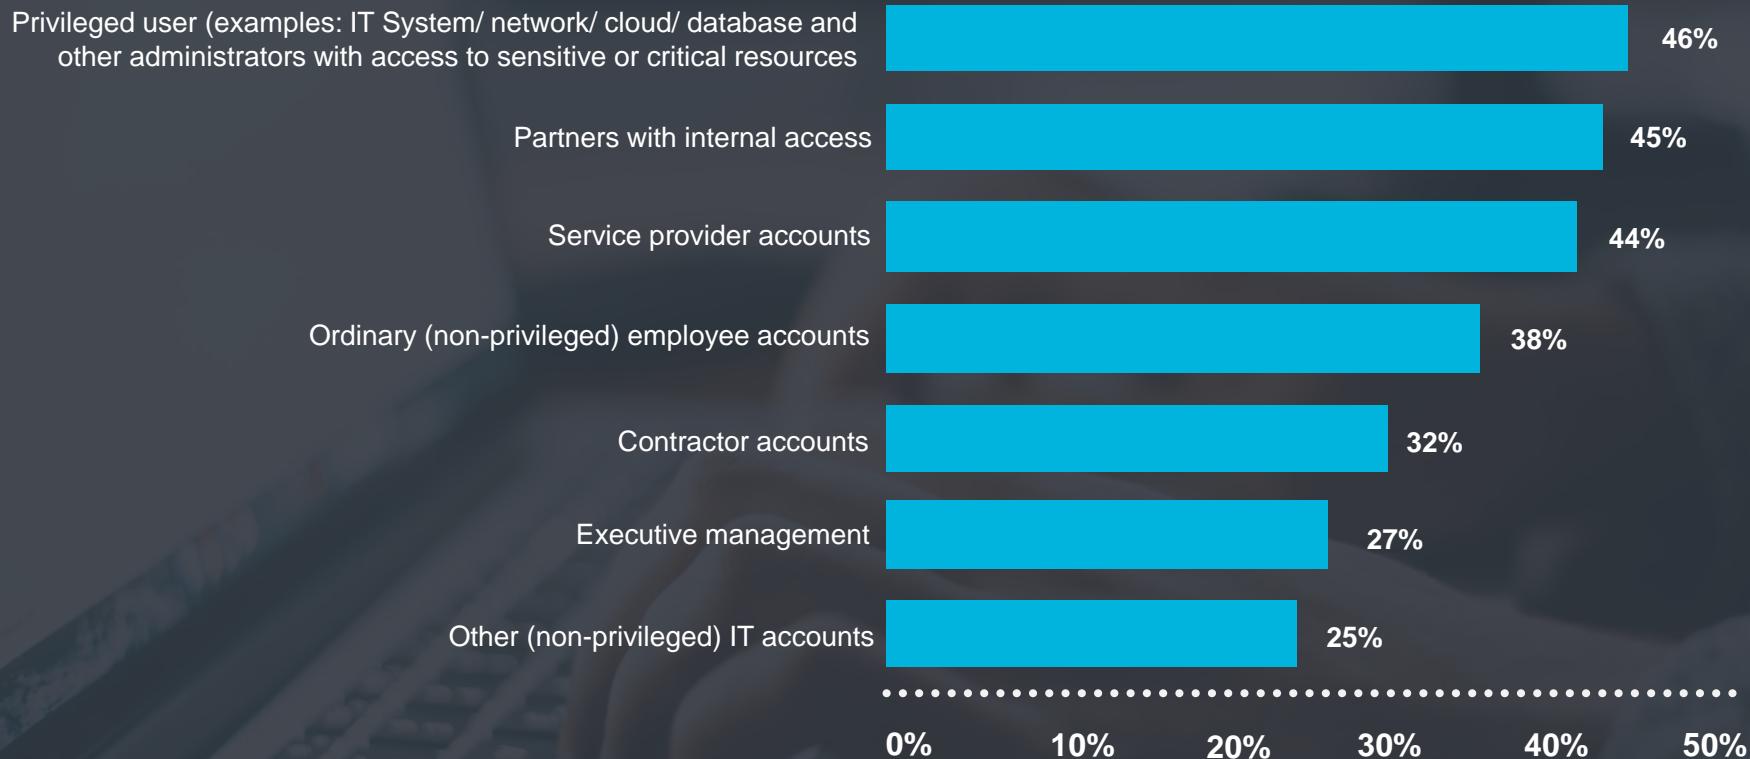 Privileged user (examples: IT System/ network/ cloud/ database and
other administrators with access to sensitive or critical resources
46%
Partners with internal access
45%
Service provider accounts
44%
Ordinary (non-privileged) employee accounts
38%
Contractor accounts
32%
Executive management
27%
Other (non-privileged) IT accounts
25%
0% 10% 20% 30% 40% 50%